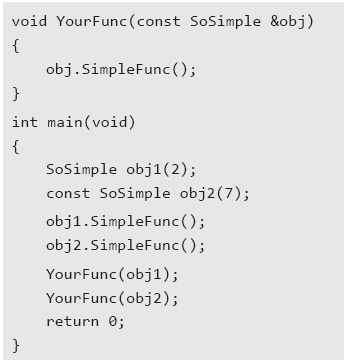 void YourFunc(const SoSimple &obj)
{
    obj.SimpleFunc();
}
int main(void)
{
    SoSimple obj1(2);
    const SoSimple obj2(7);
    obj1.SimpleFunc();
    obj2.SimpleFunc();
    YourFunc(obj1);
    YourFunc(obj2);
    return 0;
}